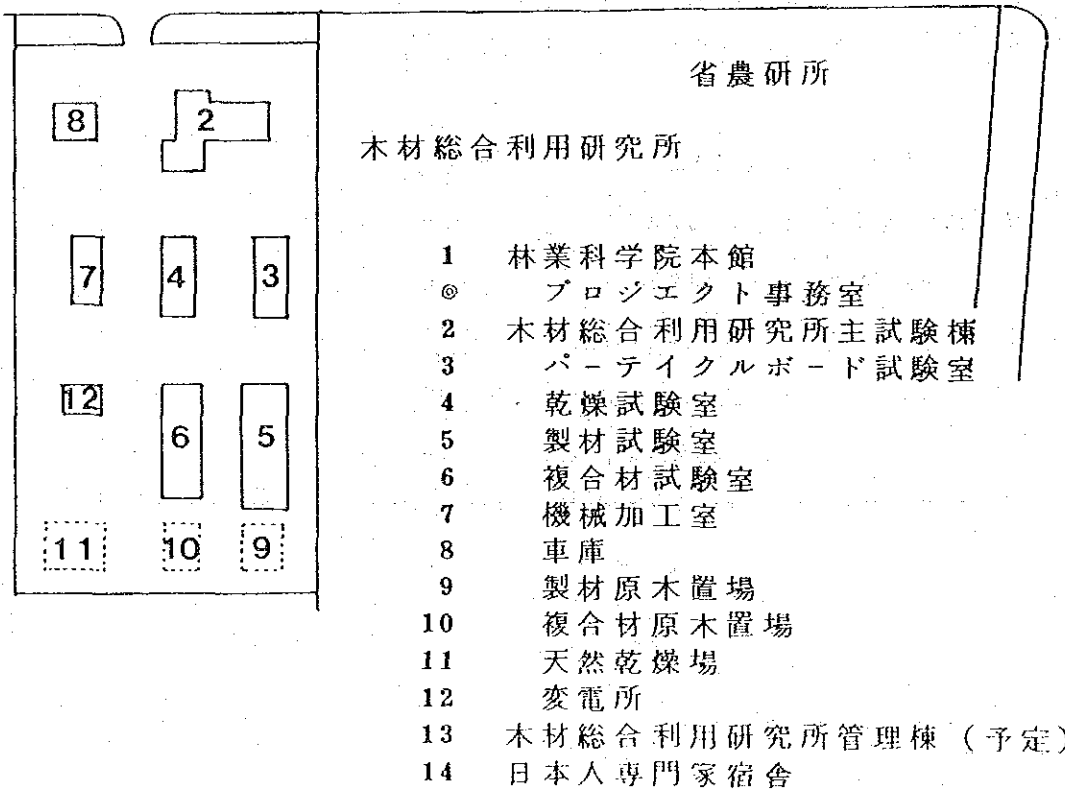 省農研所
木材総合利用研究所
8
2
7
4
3
12
6
5
11
10
9
1 林業科学院本館
◎ プロジェクト事務室
2 木材総合利用研究所主試験棟
3 パーテイクルボード試験室
4 乾燥試験室
5 製材試験室
6 複合材試験室
7 機械加工室
8 車庫
9 製材原木置場
10 複合材原木置場
11 天然乾燥場
12 変電所
13 木材総合利用研究所管理棟（予定）
14 日本人専門家宿舎